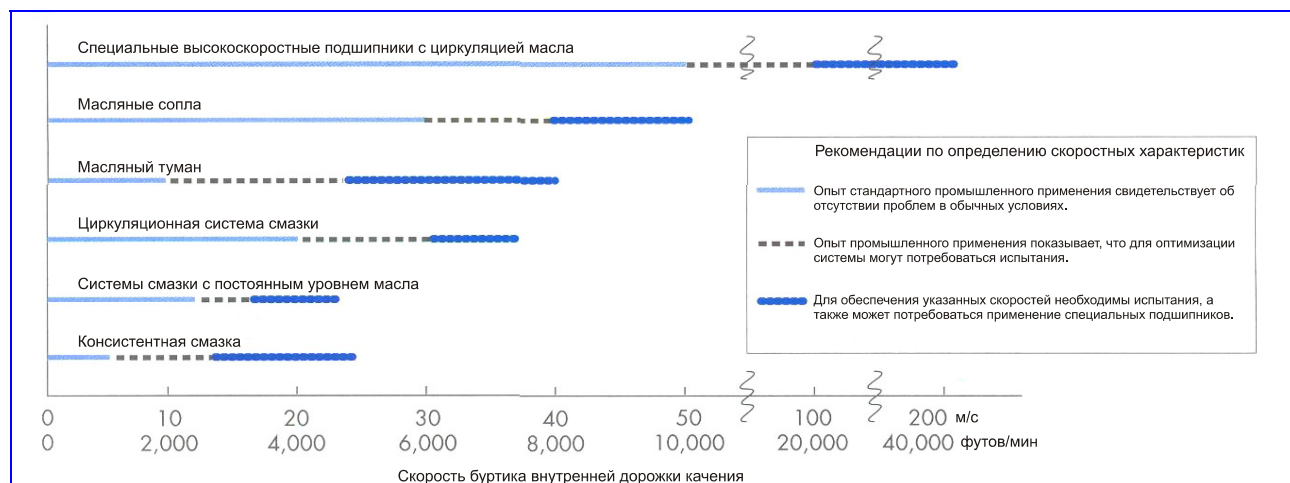 Специальные высокоскоростные подшипники с циркуляцией масла
Масляные сопла
Масляный туман
Циркуляционная система смазки
Системы смазки с постоянным уровнем масла
Консистентная смазка
Рекомендации по определению скоростных характеристик
Опыт стандартного промышленного применения свидетельствует об
отсутствии проблем в обычных условиях.
Опыт промышленного применения показывает, что для оптимизации
системы могут потребоваться испытания.
Для обеспечения указанных скоростей необходимы испытания, а
также может потребоваться применение специальных подшипников.
0 10 20 30 40 50 100 200 м/с
0 2,000 4,000 6,000 8,000 10,000 20,000 40,000 футов/мин
Скорость буртика внутренней дорожки качения